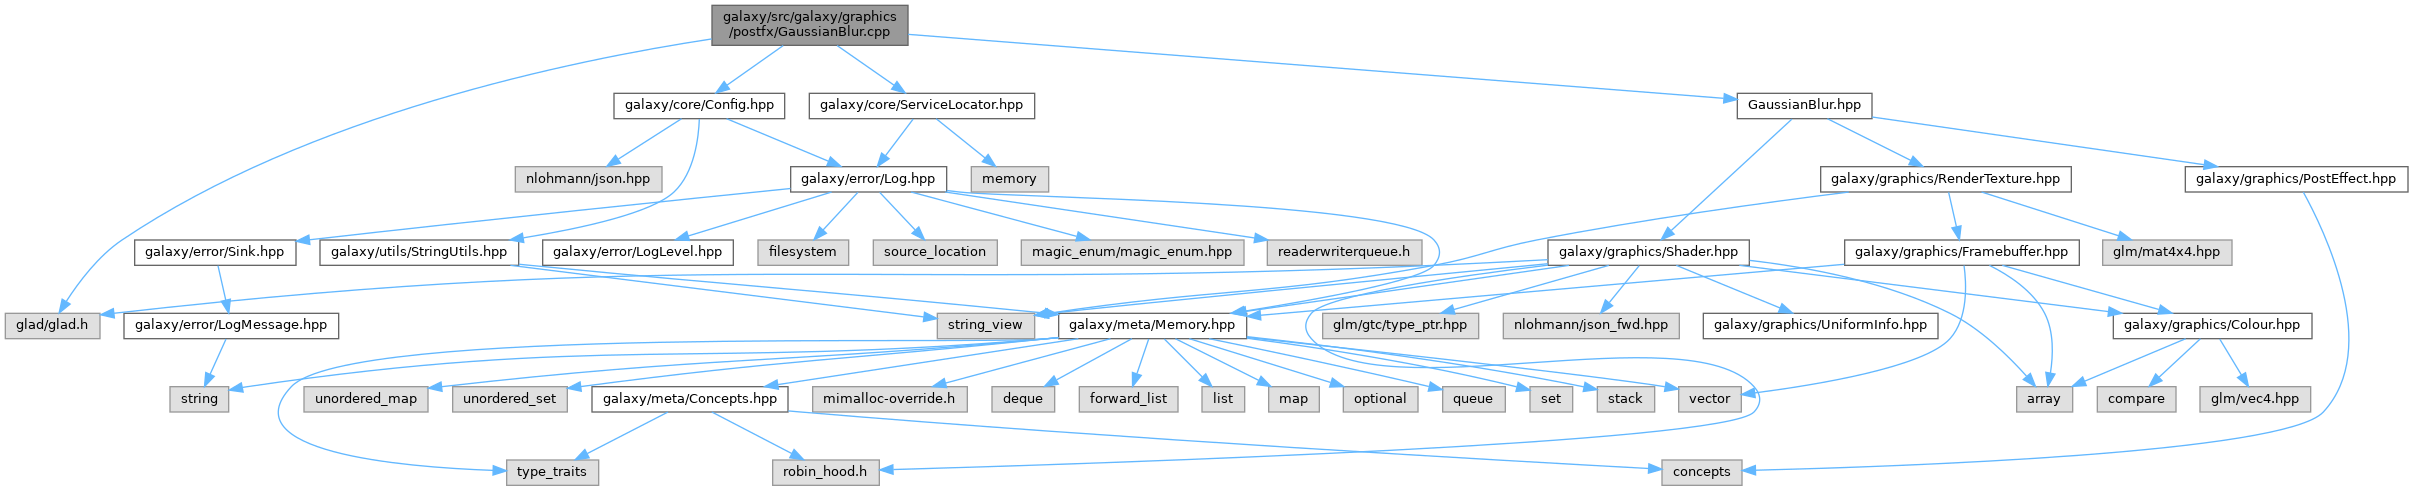 galaxy/src/galaxy/graphics
/postfx/GaussianBlur.cpp
galaxy/core/Config.hpp
galaxy/core/ServiceLocator.hpp
GaussianBlur.hpp
nlohmann/json.hpp
galaxy/error/Log.hpp
memory
galaxy/graphics/RenderTexture.hpp
galaxy/graphics/PostEffect.hpp
galaxy/error/Sink.hpp
galaxy/utils/StringUtils.hpp
galaxy/error/LogLevel.hpp
filesystem
source_location
magic_enum/magic_enum.hpp
readerwriterqueue.h
galaxy/graphics/Shader.hpp
galaxy/graphics/Framebuffer.hpp
glm/mat4x4.hpp
glad/glad.h
galaxy/error/LogMessage.hpp
string_view
galaxy/meta/Memory.hpp
glm/gtc/type_ptr.hpp
nlohmann/json_fwd.hpp
galaxy/graphics/UniformInfo.hpp
galaxy/graphics/Colour.hpp
string
unordered_map
unordered_set
galaxy/meta/Concepts.hpp
mimalloc-override.h
deque
forward_list
list
map
optional
queue
set
stack
vector
array
compare
glm/vec4.hpp
type_traits
robin_hood.h
concepts